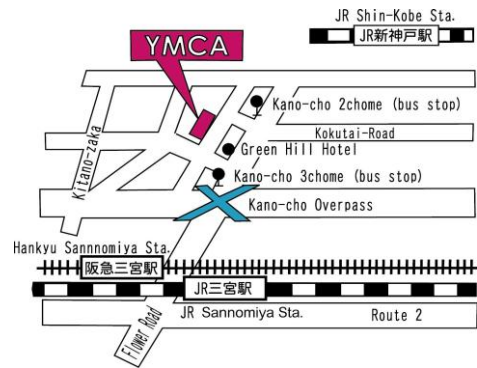 JR Shin-Kobe Sta.
JR新神戸駅
YMCA
Kano-cho 2chome (bus stop)
Kokutai-Road
Green Hill Hotel
Kitano-zaka
Kano-cho 3chome (bus stop)
Kano-cho Overpass
Hankyu Sannnomiya Sta.
阪急三宮駅
JR三宮駅
JR Sannomiya Sta.
Route 2
Flower Road